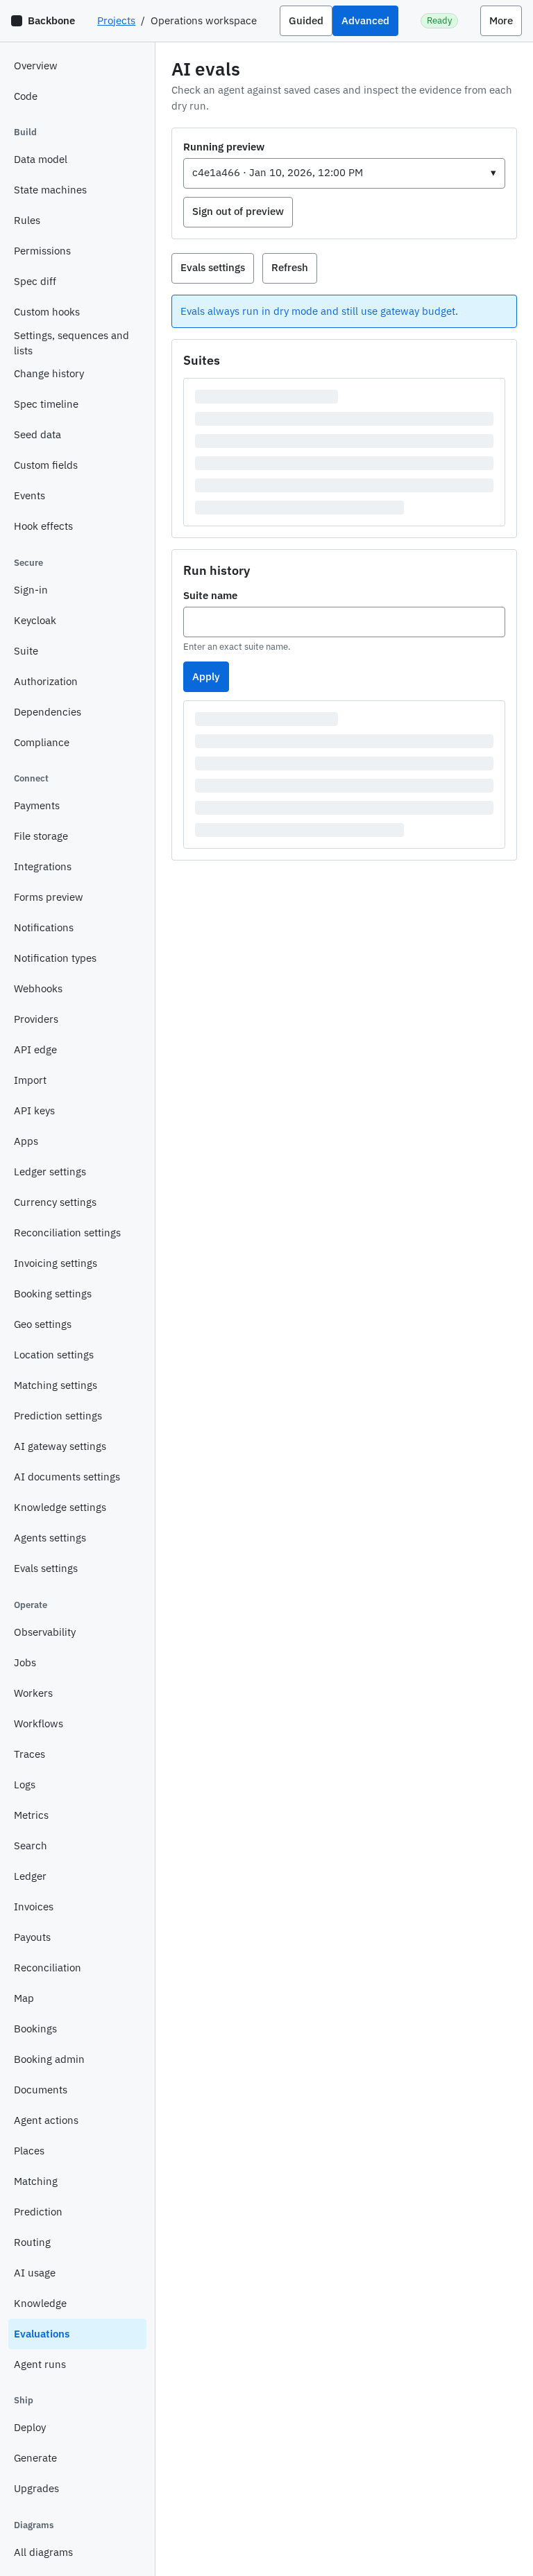 Backbone
Projects / Operations workspace
Guided
Advanced
Ready
More
Overview
Code
Build
Data model
State machines
Rules
Permissions
Spec diff
Custom hooks
Settings, sequences and
lists
Change history
Spec timeline
Seed data
Custom fields
Events
Hook effects
Secure
Sign-in
Keycloak
Suite
Authorization
Dependencies
Compliance
Connect
Payments
File storage
Integrations
Forms preview
Notifications
Notification types
Webhooks
Providers
API edge
Import
API keys
Apps
Ledger settings
Currency settings
Reconciliation settings
Invoicing settings
Booking settings
Geo settings
Location settings
Matching settings
Prediction settings
AI gateway settings
AI documents settings
Knowledge settings
Agents settings
Evals settings
Operate
Observability
Jobs
Workers
Workflows
Traces
Logs
Metrics
Search
Ledger
Invoices
Payouts
Reconciliation
Map
Bookings
Booking admin
Documents
Agent actions
Places
Matching
Prediction
Routing
AI usage
Knowledge
Evaluations
Agent runs
Ship
Deploy
Generate
Upgrades
Diagrams
All diagrams
AI evals
Check an agent against saved cases and inspect the evidence from each
dry run.
Running preview
c4e1a466 · Jan 10, 2026, 12:00 PM
Sign out of preview
Evals settings
Refresh
Evals always run in dry mode and still use gateway budget.
Suites
Run history
Suite name
Enter an exact suite name.
Apply